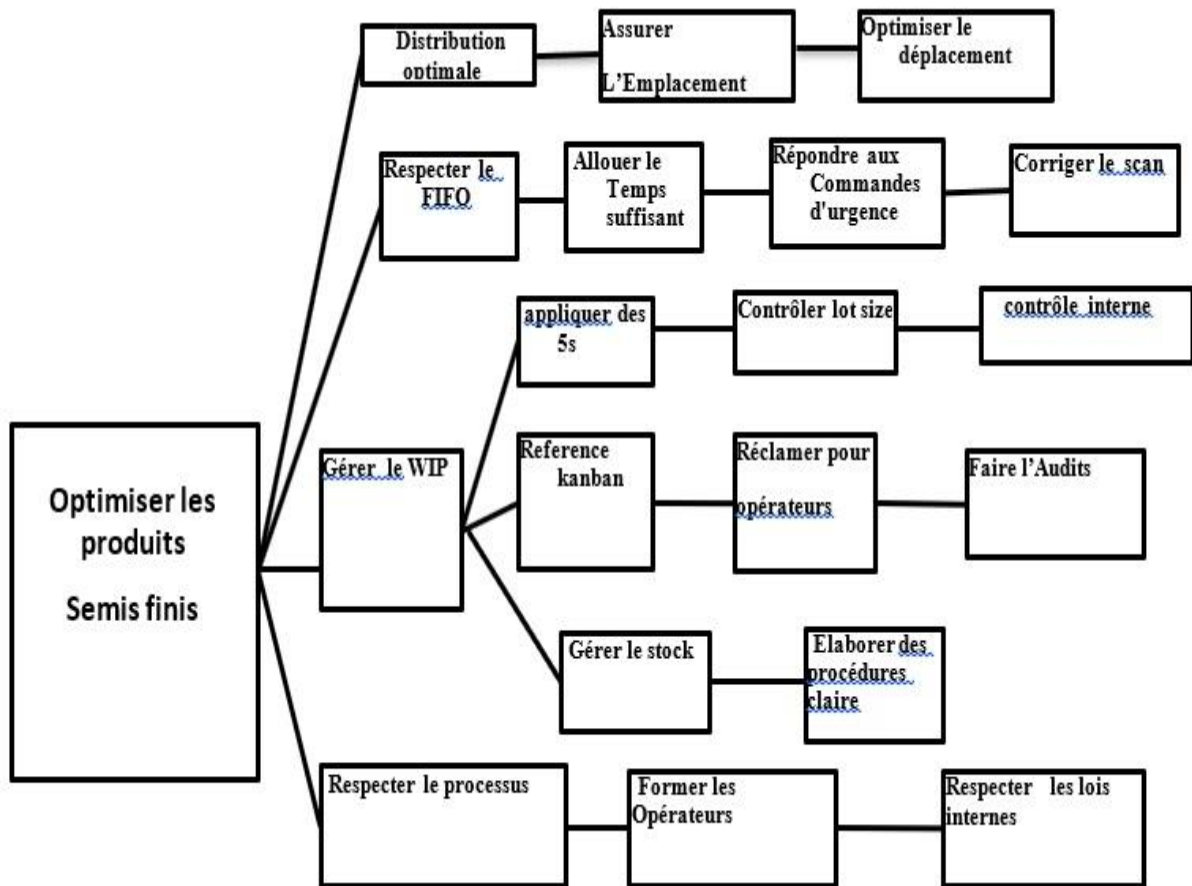 Distribution
optimale
Assurer
L'Emplacement
Optimiser le
déplacement
Respecter le
FIFO
Allouer le
Temps
suffisant
Répondre aux
Commandes
d'urgence
Corriger le scan
appliquer des
5s
Contrôler lot size
contrôle interne
Optimiser les
produits
Semis finis
Gérer le WIP
Reference
kanban
Réclamer pour
opérateurs
Faire l'Audits
Gérer le stock
Elaborer des
procédures
claire
Respecter le processus
Former les
Opérateurs
Respecter les lois
internes